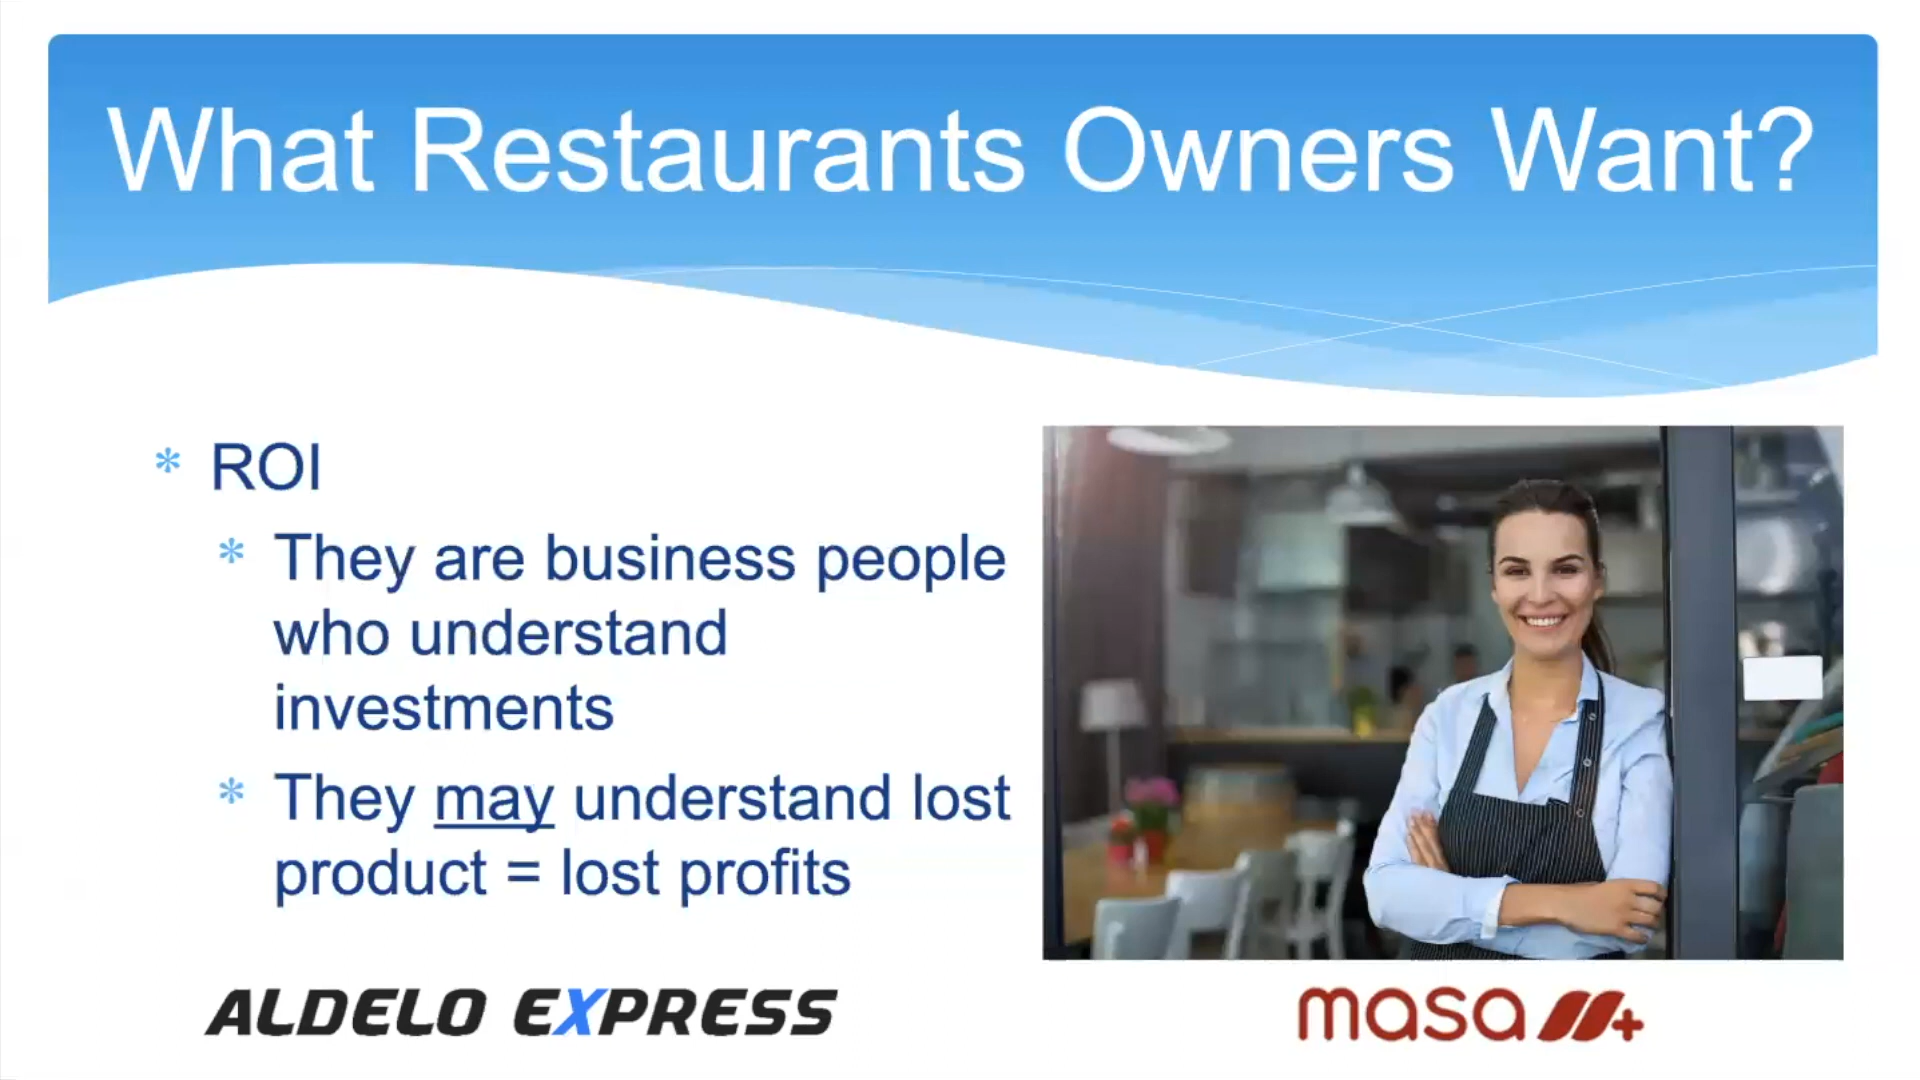 What Restaurants Owners Want?
* ROI
* They are business people
who understand
investments
* They may understand lost
product = lost profits
ALDELO EXPRESS
masa